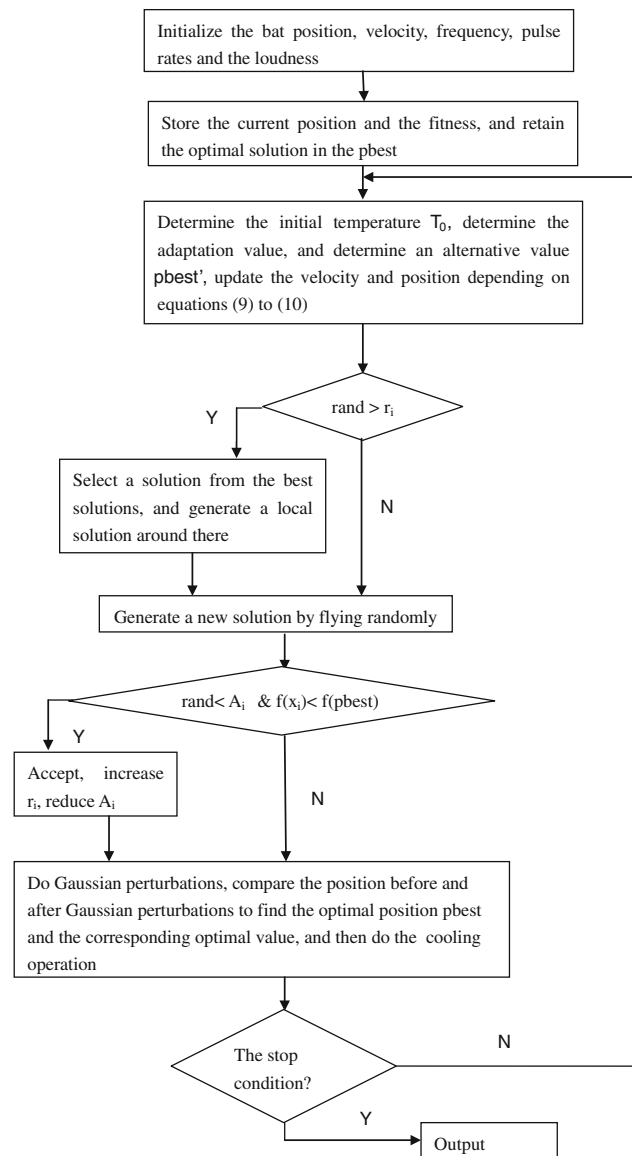 Initialize the bat position, velocity, frequency, pulse
rates and the loudness
Store the current position and the fitness, and retain
the optimal solution in the pbest
Determine the initial temperature T₀, determine the
adaptation value, and determine an alternative value
pbest', update the velocity and position depending on
equations (9) to (10)
rand > rᵢ
Y
Select a solution from the best
solutions, and generate a local
solution around there
N
Generate a new solution by flying randomly
rand< Aᵢ & f(xᵢ)< f(pbest)
Y
Accept, increase
rᵢ, reduce Aᵢ
N
Do Gaussian perturbations, compare the position before and
after Gaussian perturbations to find the optimal position pbest
and the corresponding optimal value, and then do the cooling
operation
The stop
condition?
N
Y
Output